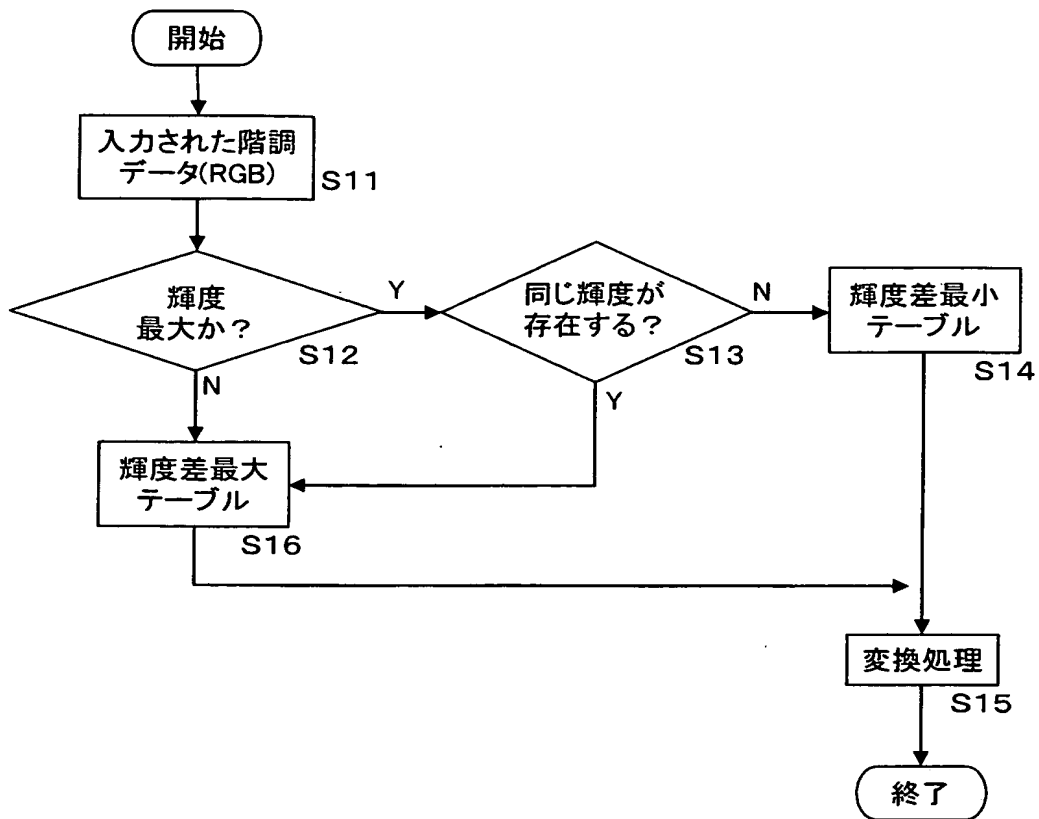 開始
入力された階調
データ(RGB)
S11
輝度
最大か？
S12
Y
N
同じ輝度が
存在する？
S13
N
Y
輝度差最小
テーブル
S14
輝度差最大
テーブル
S16
変換処理
S15
終了